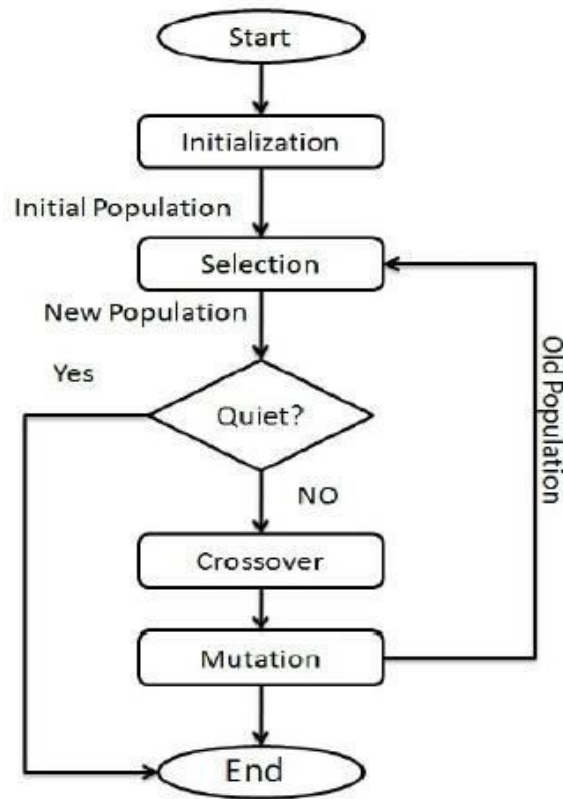 Start
Initialization
Initial Population
Selection
New Population
Yes
Quiet?
Old Population
NO
Crossover
Mutation
End